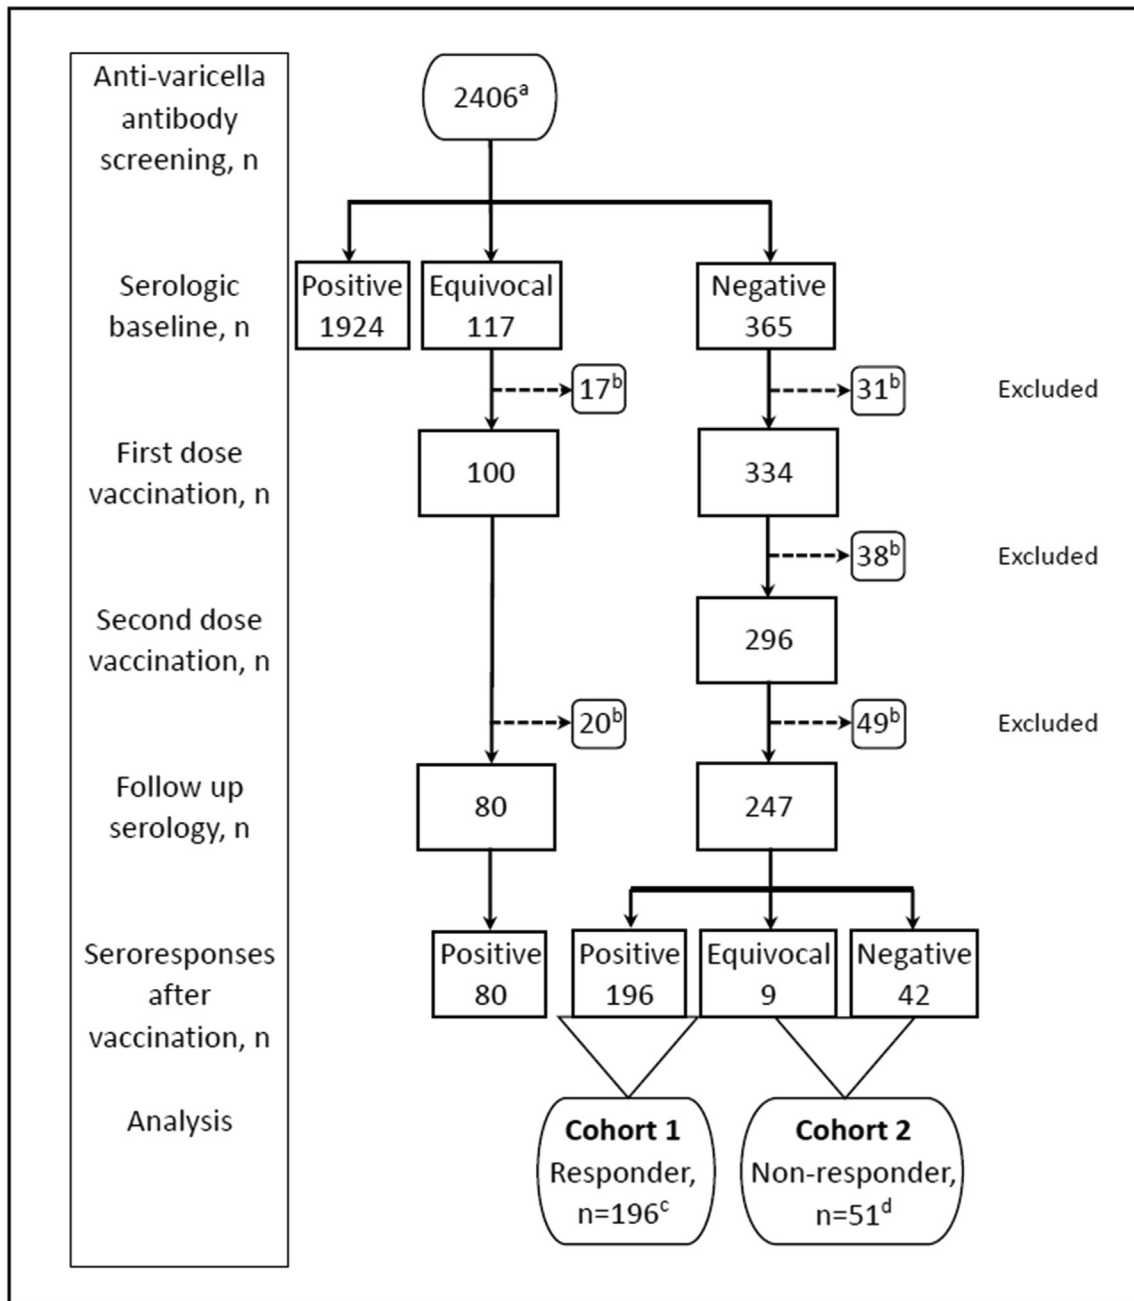 Anti-varicella
antibody
screening, n
2406ᵃ
Serologic
baseline, n
Positive
1924
Equivocal
117
Negative
365
17ᵇ
31ᵇ
Excluded
First dose
vaccination, n
100
334
38ᵇ
Excluded
Second dose
vaccination, n
296
20ᵇ
49ᵇ
Excluded
Follow up
serology, n
80
247
Seroresponses
after
vaccination, n
Positive
80
Positive
196
Equivocal
9
Negative
42
Analysis
Cohort 1
Responder,
n=196ᶜ
Cohort 2
Non-responder,
n=51ᵈ